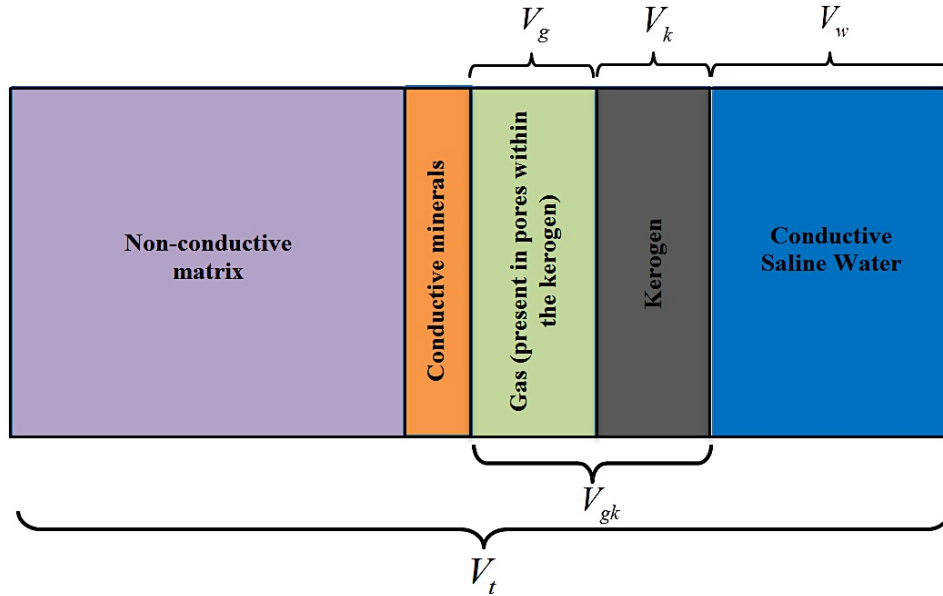 V_g V_k V_w
Non-conductive
matrix
Conductive minerals
Gas (present in pores within
the kerogen)
Kerogen
Conductive
Saline Water
V_gk
V_t